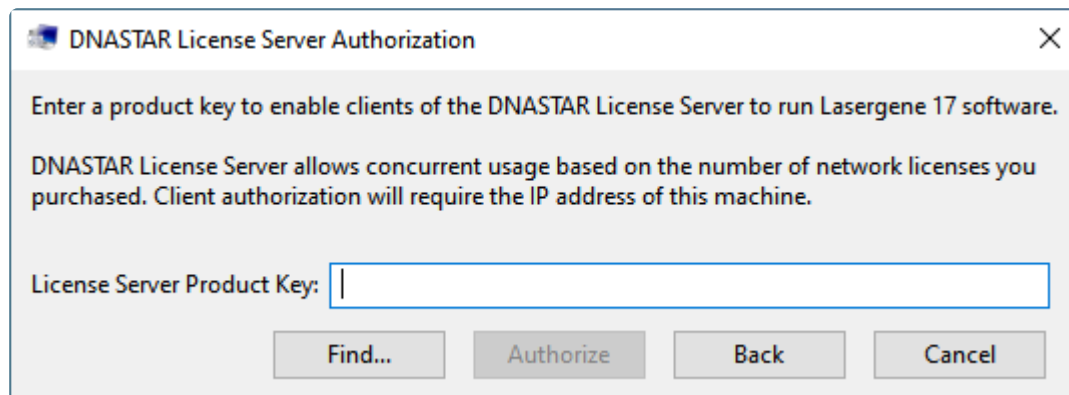 DNASTAR License Server Authorization
Enter a product key to enable clients of the DNASTAR License Server to run Lasergene 17 software.
DNASTAR License Server allows concurrent usage based on the number of network licenses you
purchased. Client authorization will require the IP address of this machine.
License Server Product Key:
Find... Authorize Back Cancel